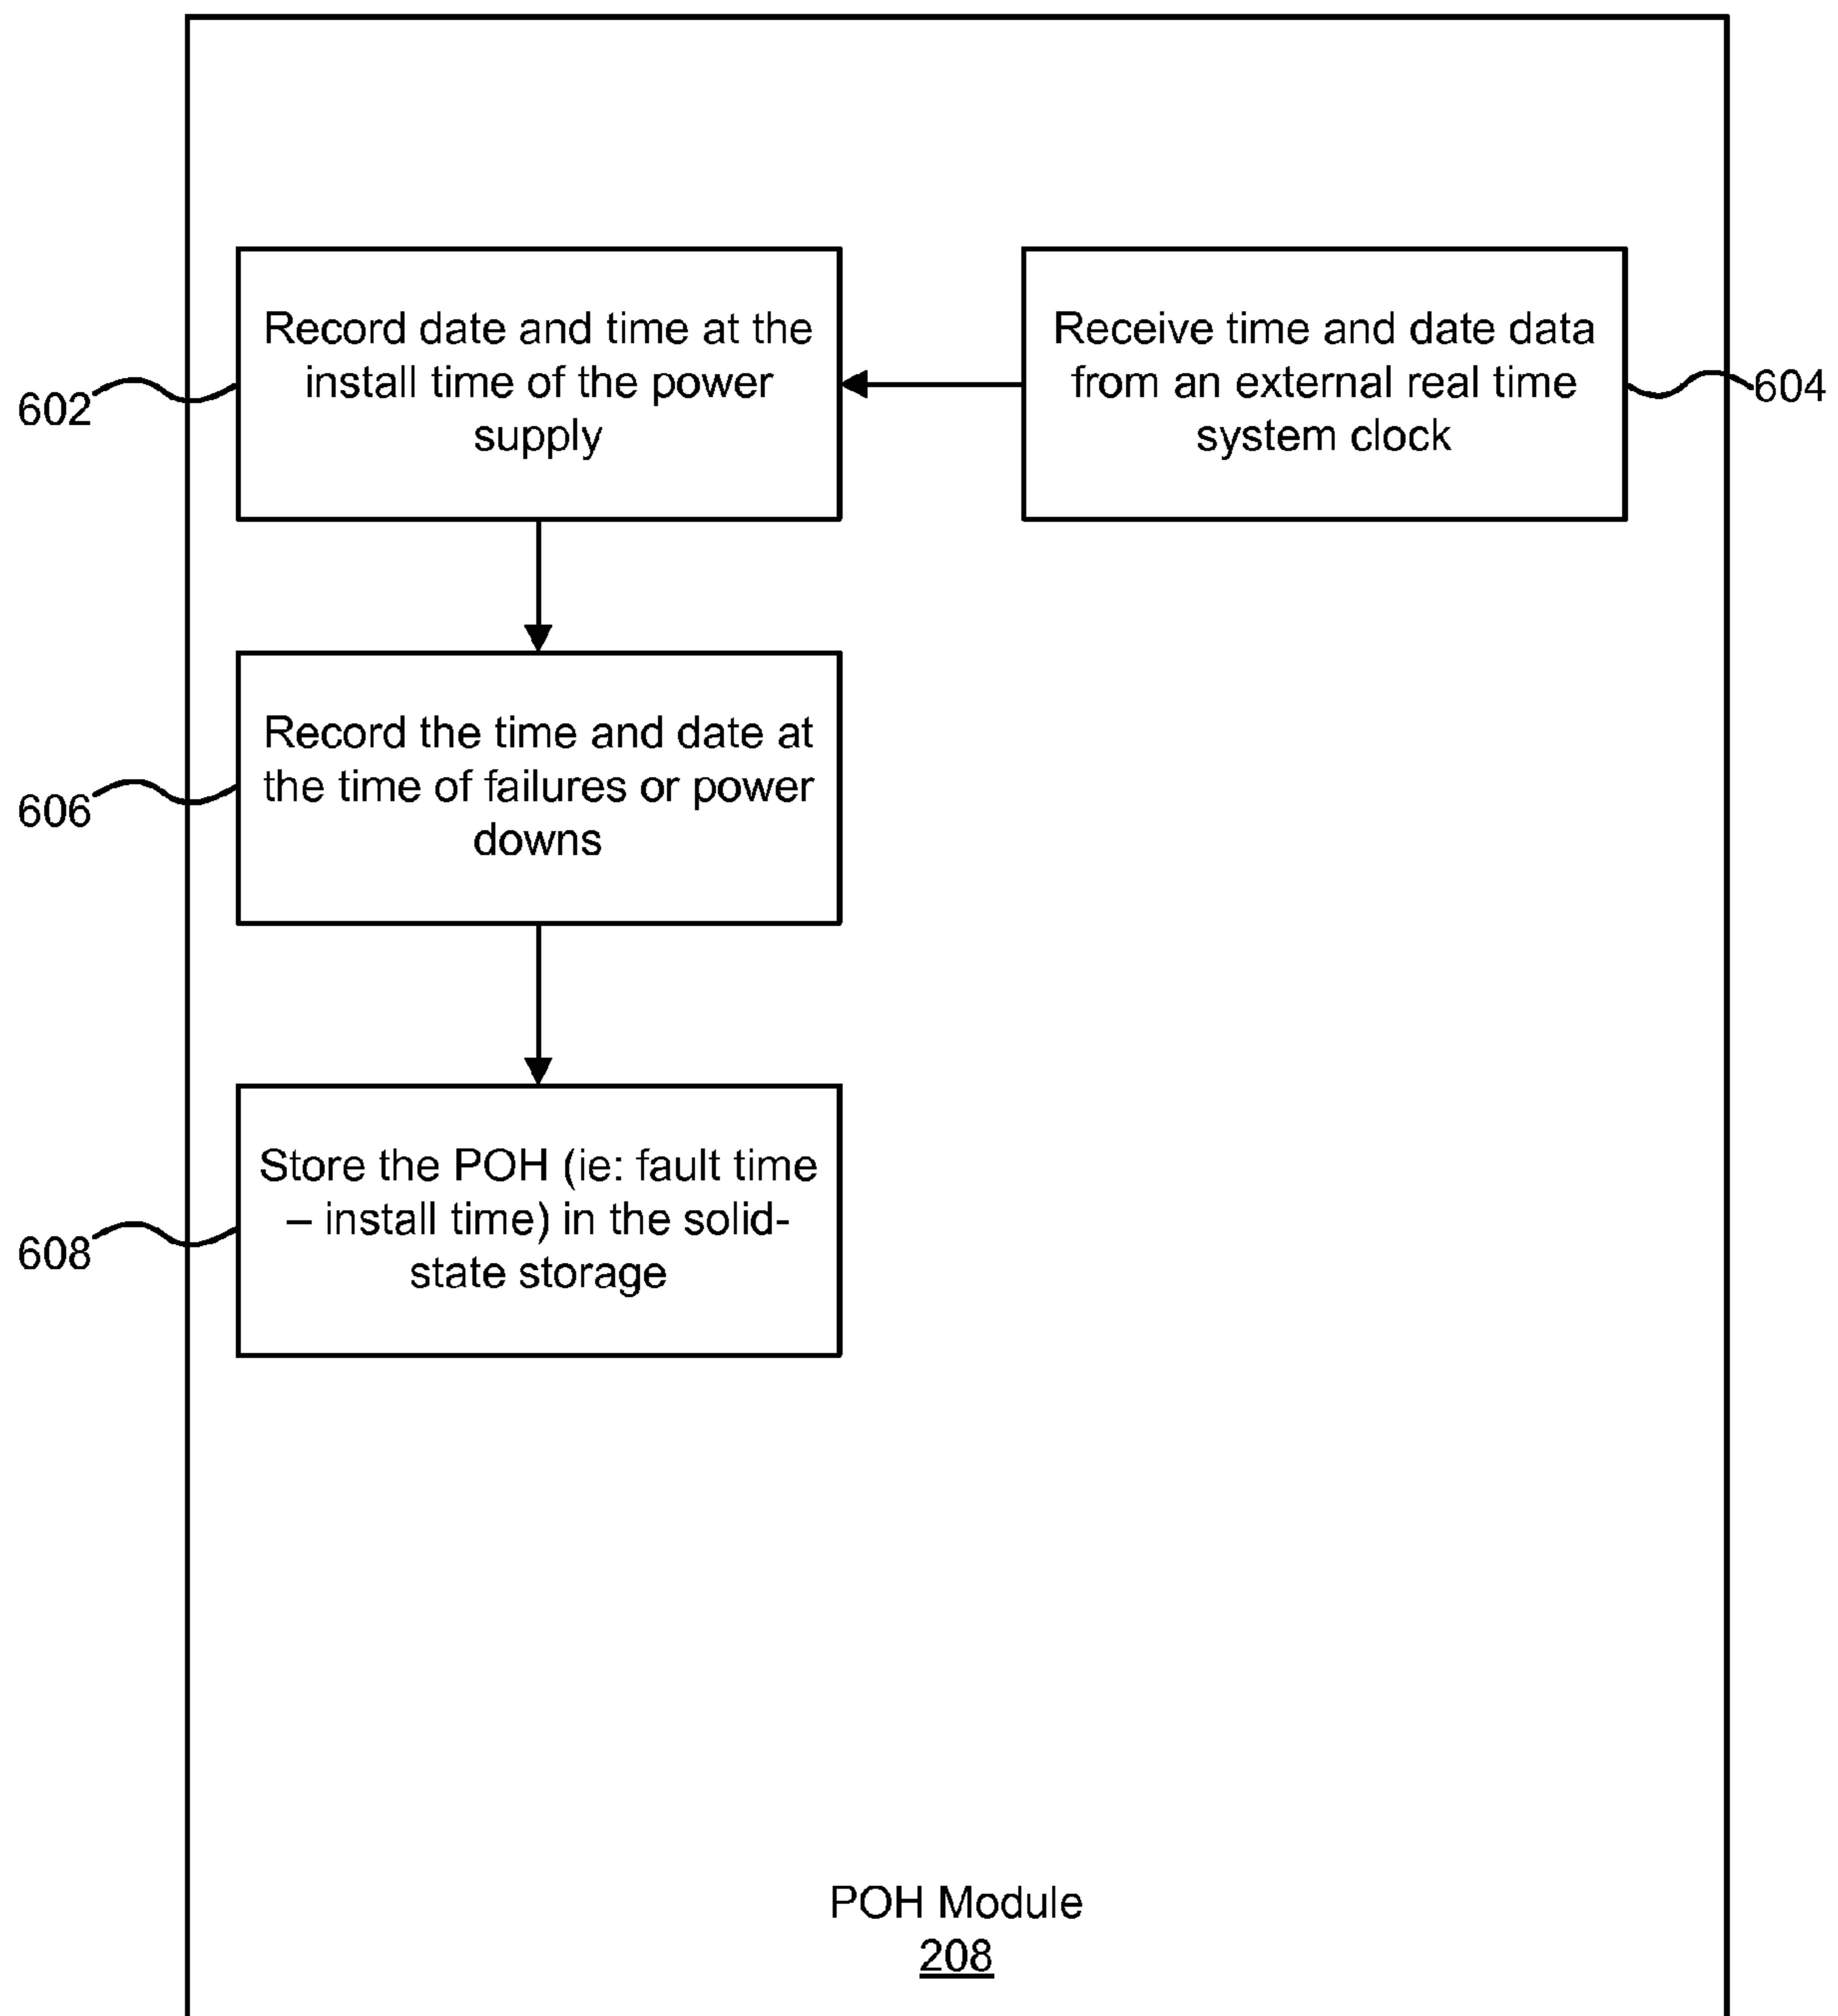 Record date and time at the
install time of the power
supply
602
Receive time and date data
from an external real time
system clock
604
Record the time and date at
the time of failures or power
downs
606
Store the POH (ie: fault time
– install time) in the solid-
state storage
608
POH Module
208